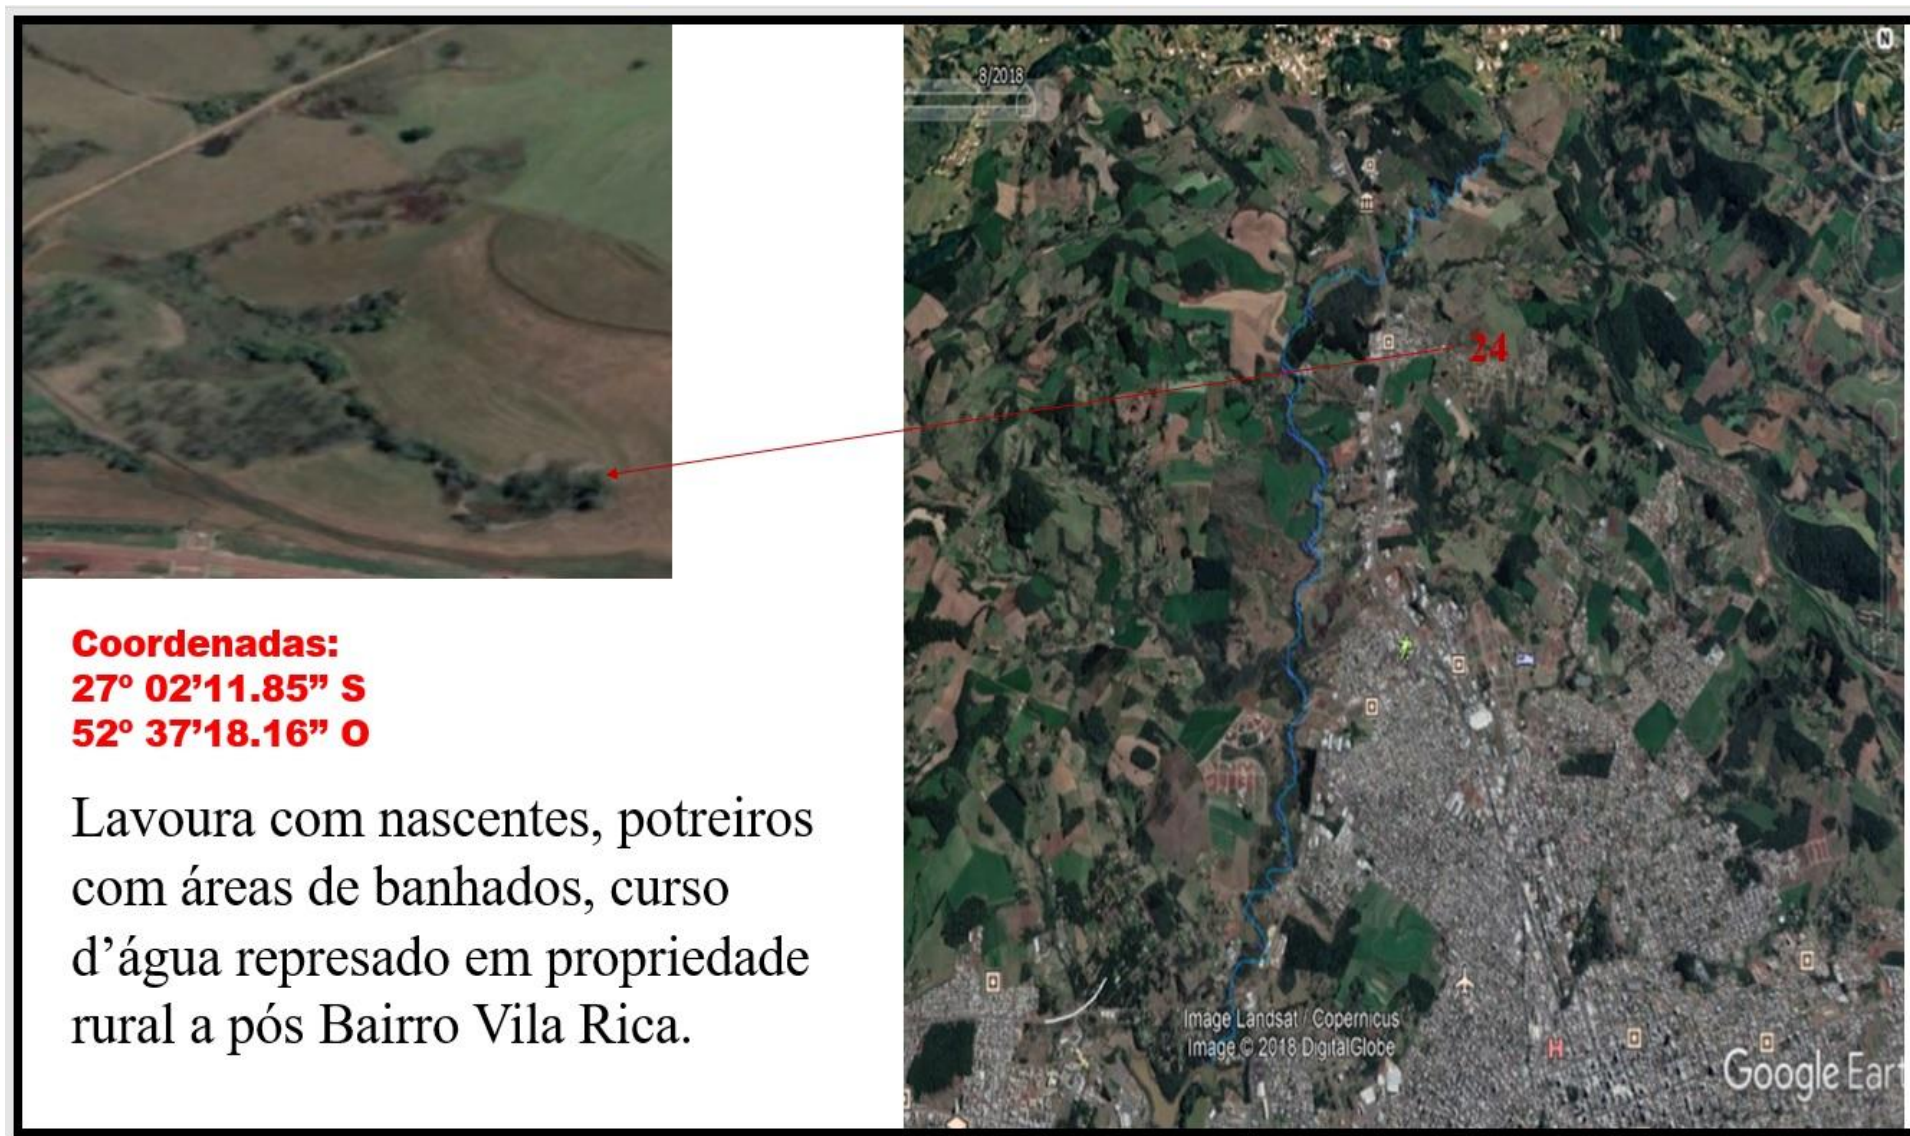 Coordenadas:
27º 02’11.85” S
52º 37’18.16” O
Lavoura com nascentes, potreiros
com áreas de banhados, curso
d’água represado em propriedade
rural a pós Bairro Vila Rica.
8/2018
N
24
H
Image Landsat / Copernicus
Image © 2018 DigitalGlobe
Google Eart